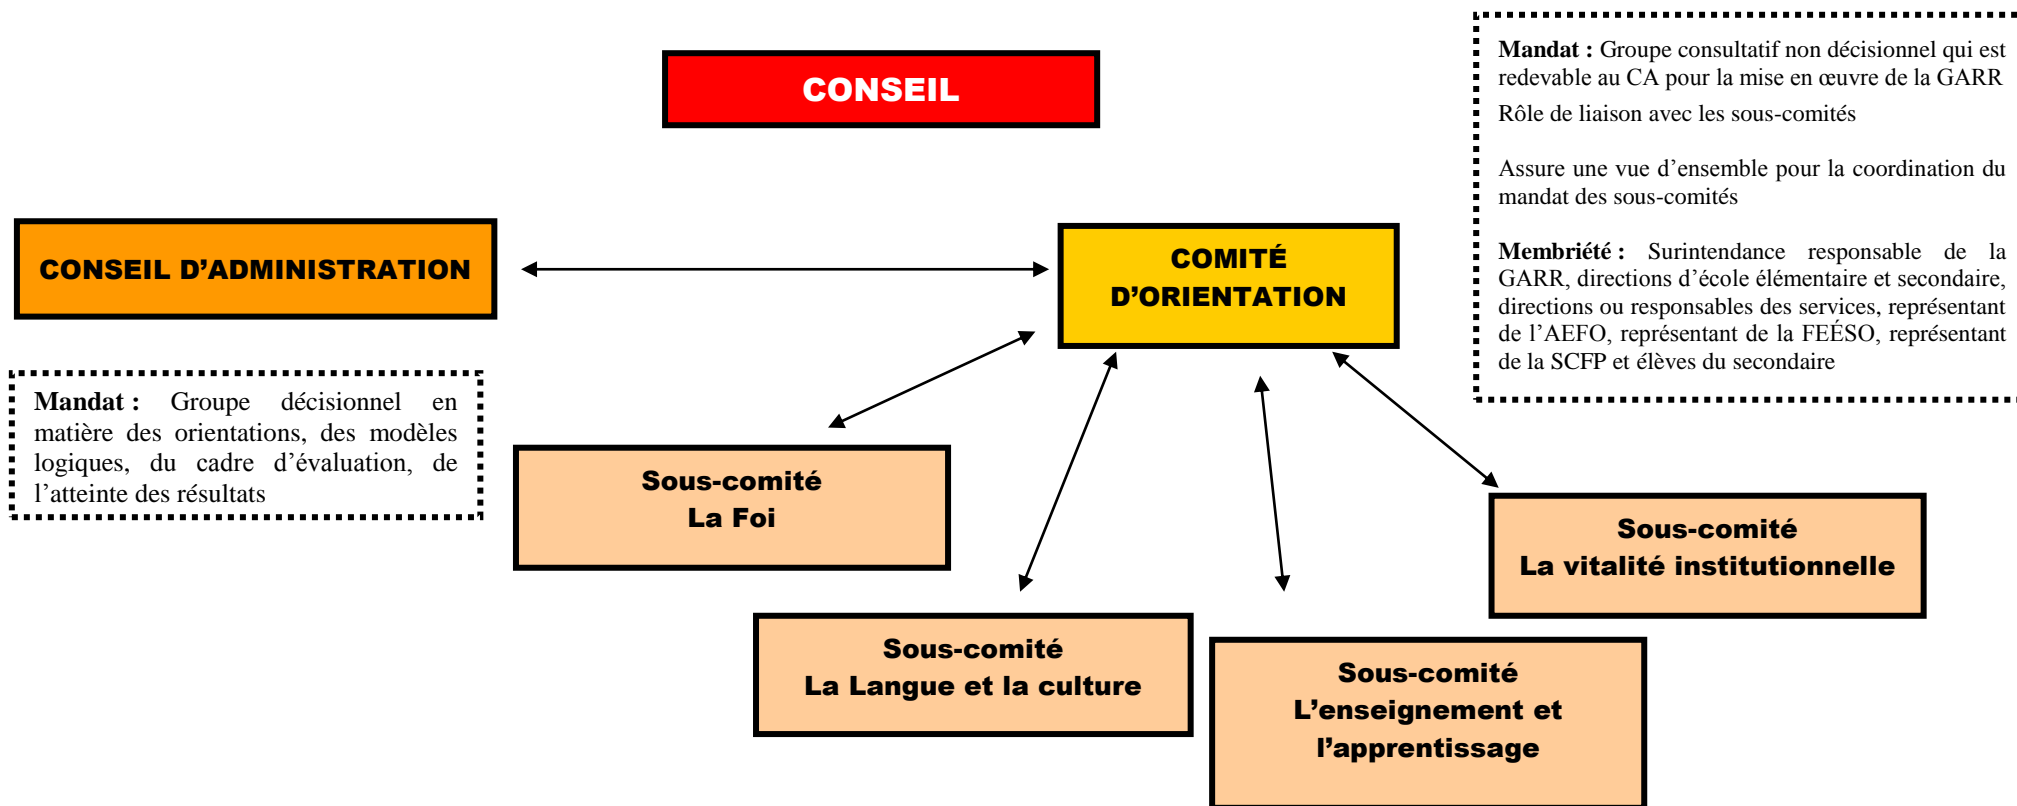 CONSEIL
Mandat : Groupe consultatif non décisionnel qui est
redevable au CA pour la mise en œuvre de la GARR
Rôle de liaison avec les sous-comités
Assure une vue d’ensemble pour la coordination du
mandat des sous-comités
Membriété : Surintendance responsable de la
GARR, directions d’école élémentaire et secondaire,
directions ou responsables des services, représentant
de l’AEFO, représentant de la FEÉSO, représentant
de la SCFP et élèves du secondaire
CONSEIL D’ADMINISTRATION
COMITÉ
D’ORIENTATION
Mandat : Groupe décisionnel en
matière des orientations, des modèles
logiques, du cadre d’évaluation, de
l’atteinte des résultats
Sous-comité
La Foi
Sous-comité
La Langue et la culture
Sous-comité
L’enseignement et
l’apprentissage
Sous-comité
La vitalité institutionnelle